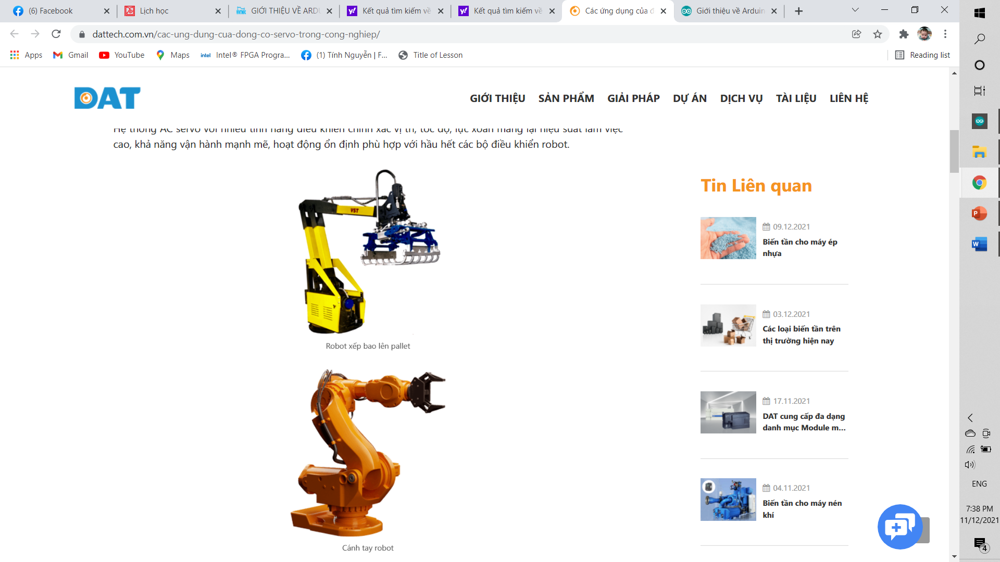 (6) Facebook
Lịch học
GIỚI THIỆU VỀ ARDU
Kết quả tìm kiếm về
Kết quả tìm kiếm về
Các ứng dụng của đ
Giới thiệu về Arduin
dattech.com.vn/cac-ung-dung-cua-dong-co-servo-trong-cong-nghiep/
Apps
Gmail
YouTube
Maps
intel
Intel® FPGA Progra...
(1) Tính Nguyễn | F...
Title of Lesson
Reading list
DAT
GIỚI THIỆU
SẢN PHẨM
GIẢI PHÁP
DỰ ÁN
DỊCH VỤ
TÀI LIỆU
LIÊN HỆ
Hệ thống AC servo với nhiều tính năng điều khiển chính xác vị trí, tốc độ, lực xoắn mang lại hiệu suất làm việc
cao, khả năng vận hành mạnh mẽ, hoạt động ổn định phù hợp với hầu hết các bộ điều khiển robot.
VST
Robot xếp bao lên pallet
Cánh tay robot
Tin Liên quan
09.12.2021
Biến tần cho máy ép
nhựa
03.12.2021
Các loại biến tần trên
thị trường hiện nay
17.11.2021
DAT cung cấp đa dạng
danh mục Module m...
04.11.2021
Biến tần cho máy nén
khí
ENG
7:38 PM
11/12/2021
4